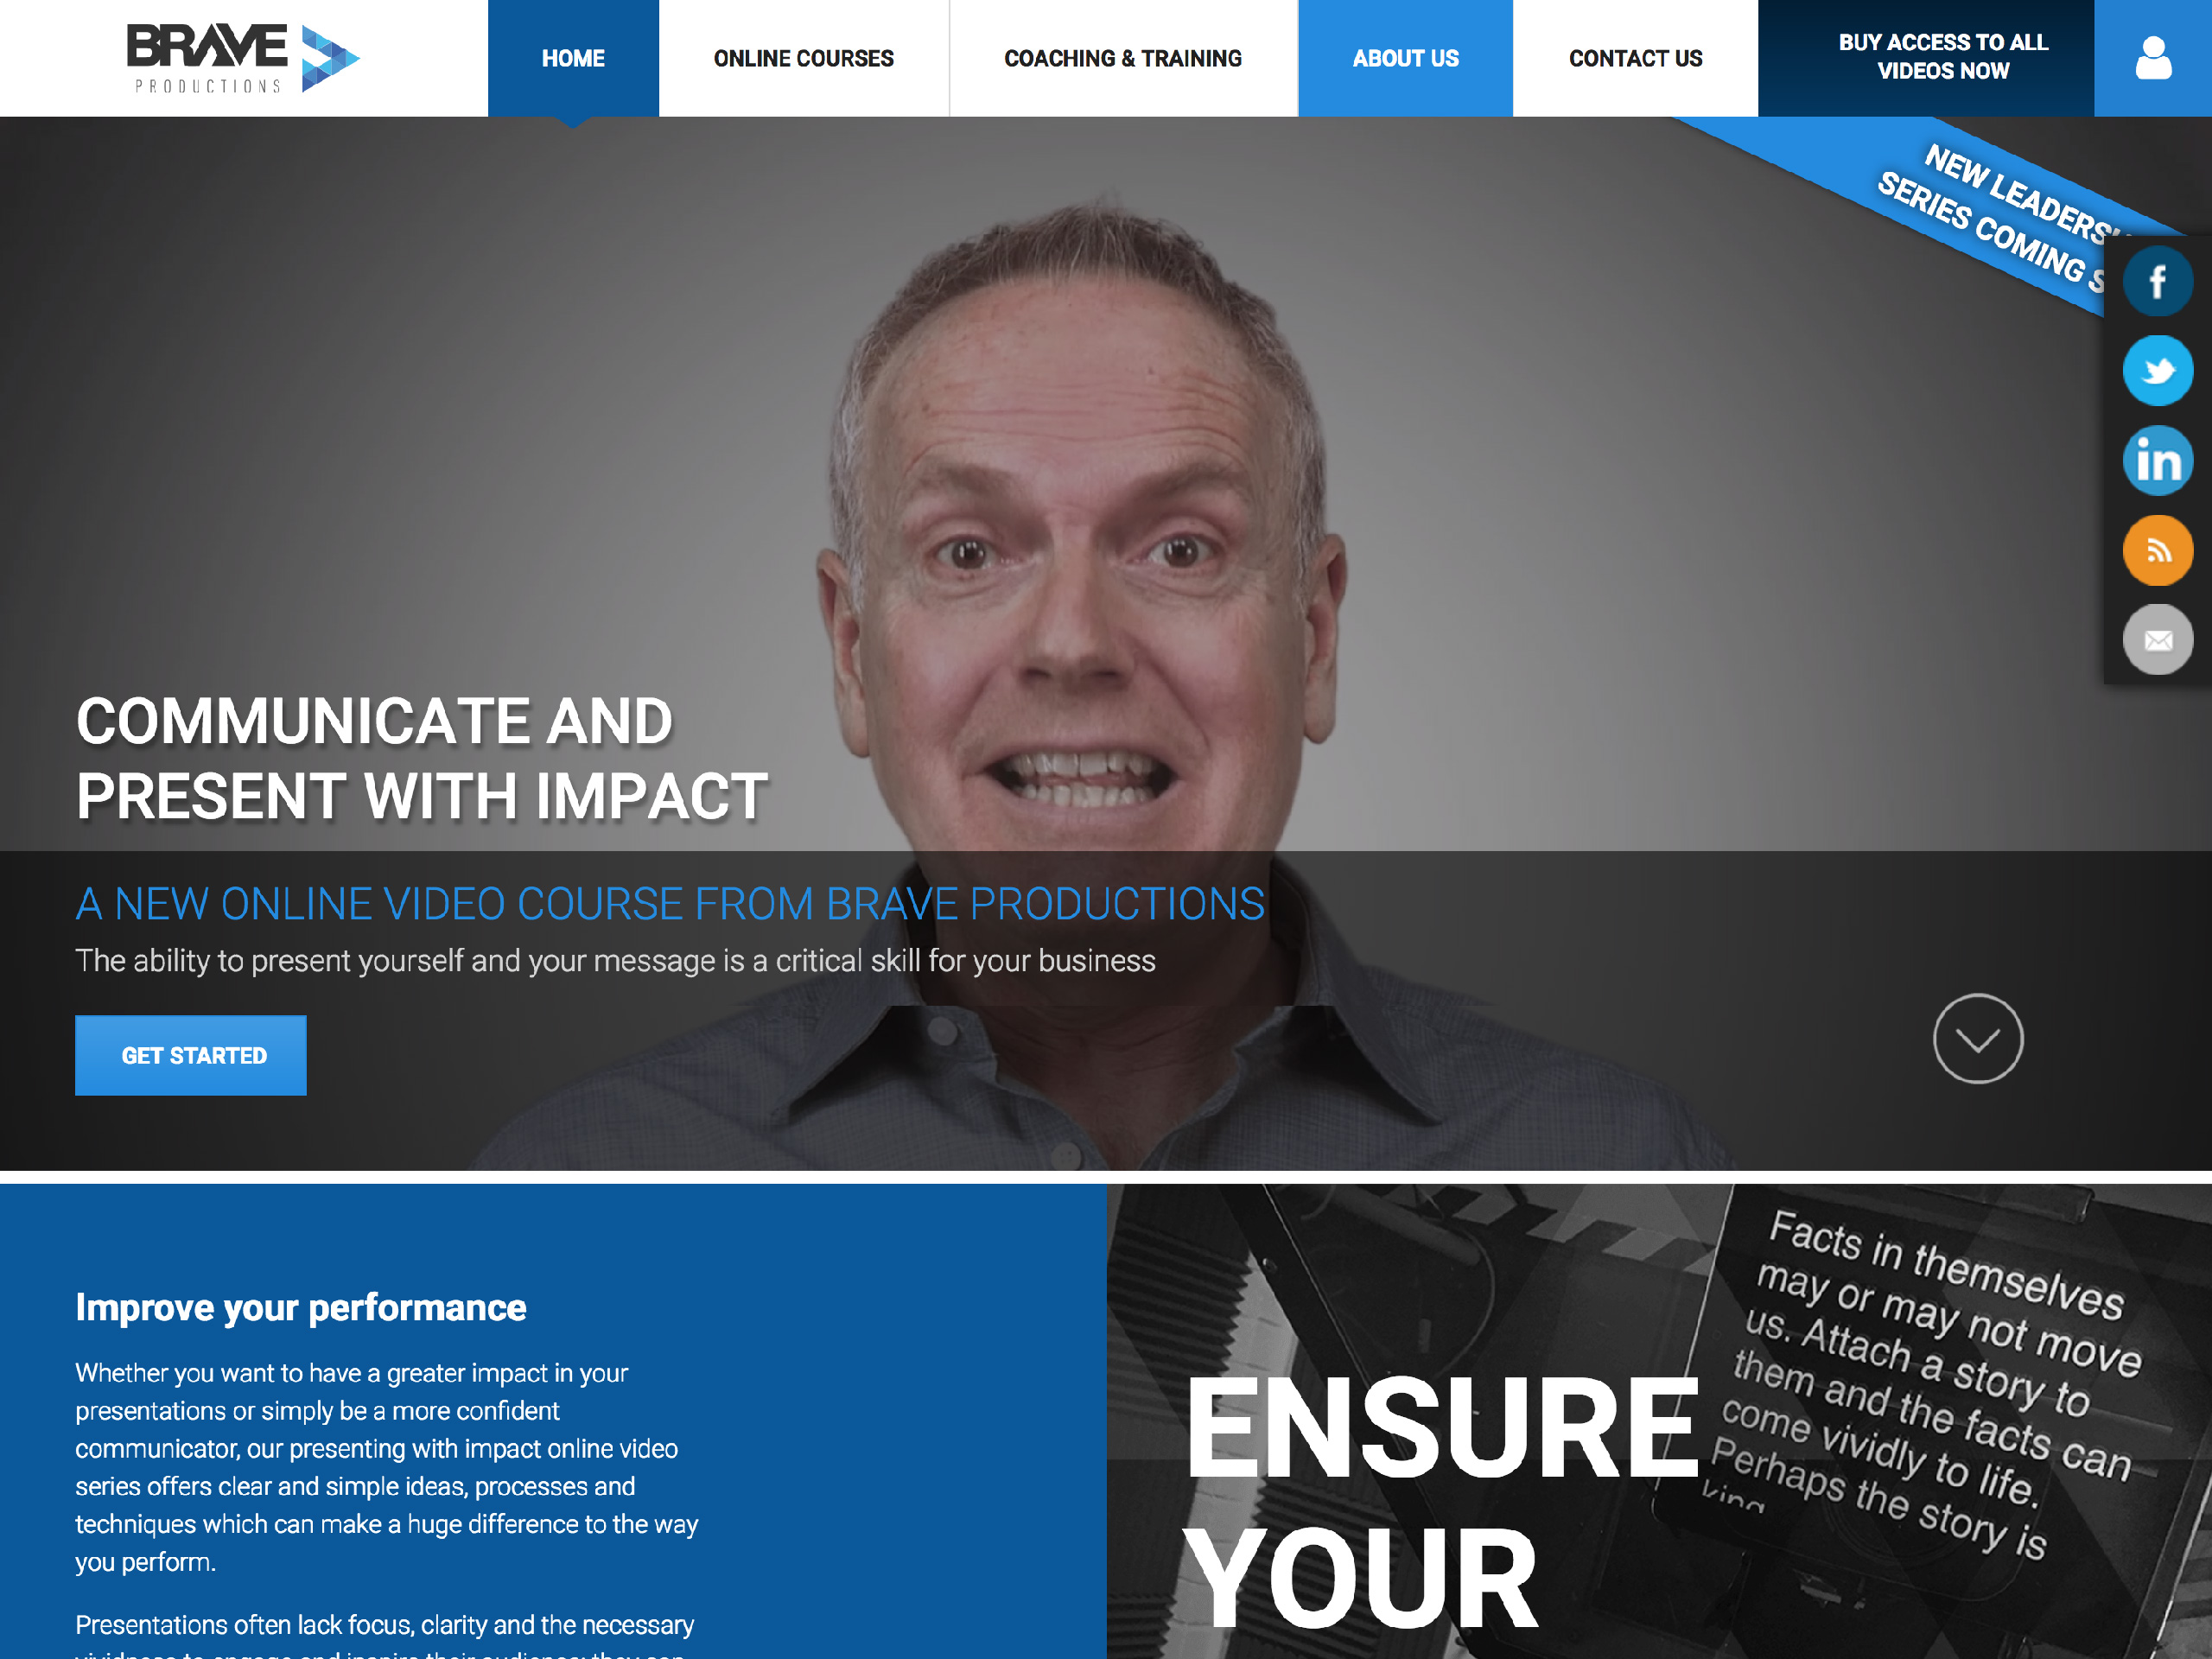 BRAVE
PRODUCTIONS
HOME
ONLINE COURSES
COACHING & TRAINING
ABOUT US
CONTACT US
BUY ACCESS TO ALL
VIDEOS NOW
NEW
SERIES COMING
f
in
COMMUNICATE AND
PRESENT WITH IMPACT
A NEW ONLINE VIDEO COURSE FROM BRAVE PRODUCTIONS
The ability to present yourself and your message is a critical skill for your business
GET STARTED
Improve your performance
Whether you want to have a greater impact in your
presentations or simply be a more confident
communicator, our presenting with impact online video
series offers clear and simple ideas, processes and
techniques which can make a huge difference to the way
you perform.
Presentations often lack focus, clarity and the necessary
ENSURE
YOUR
Facts in themselves
may or may not move
us. Attach a story to
them and the facts can
come vividly to life.
Perhaps the story is